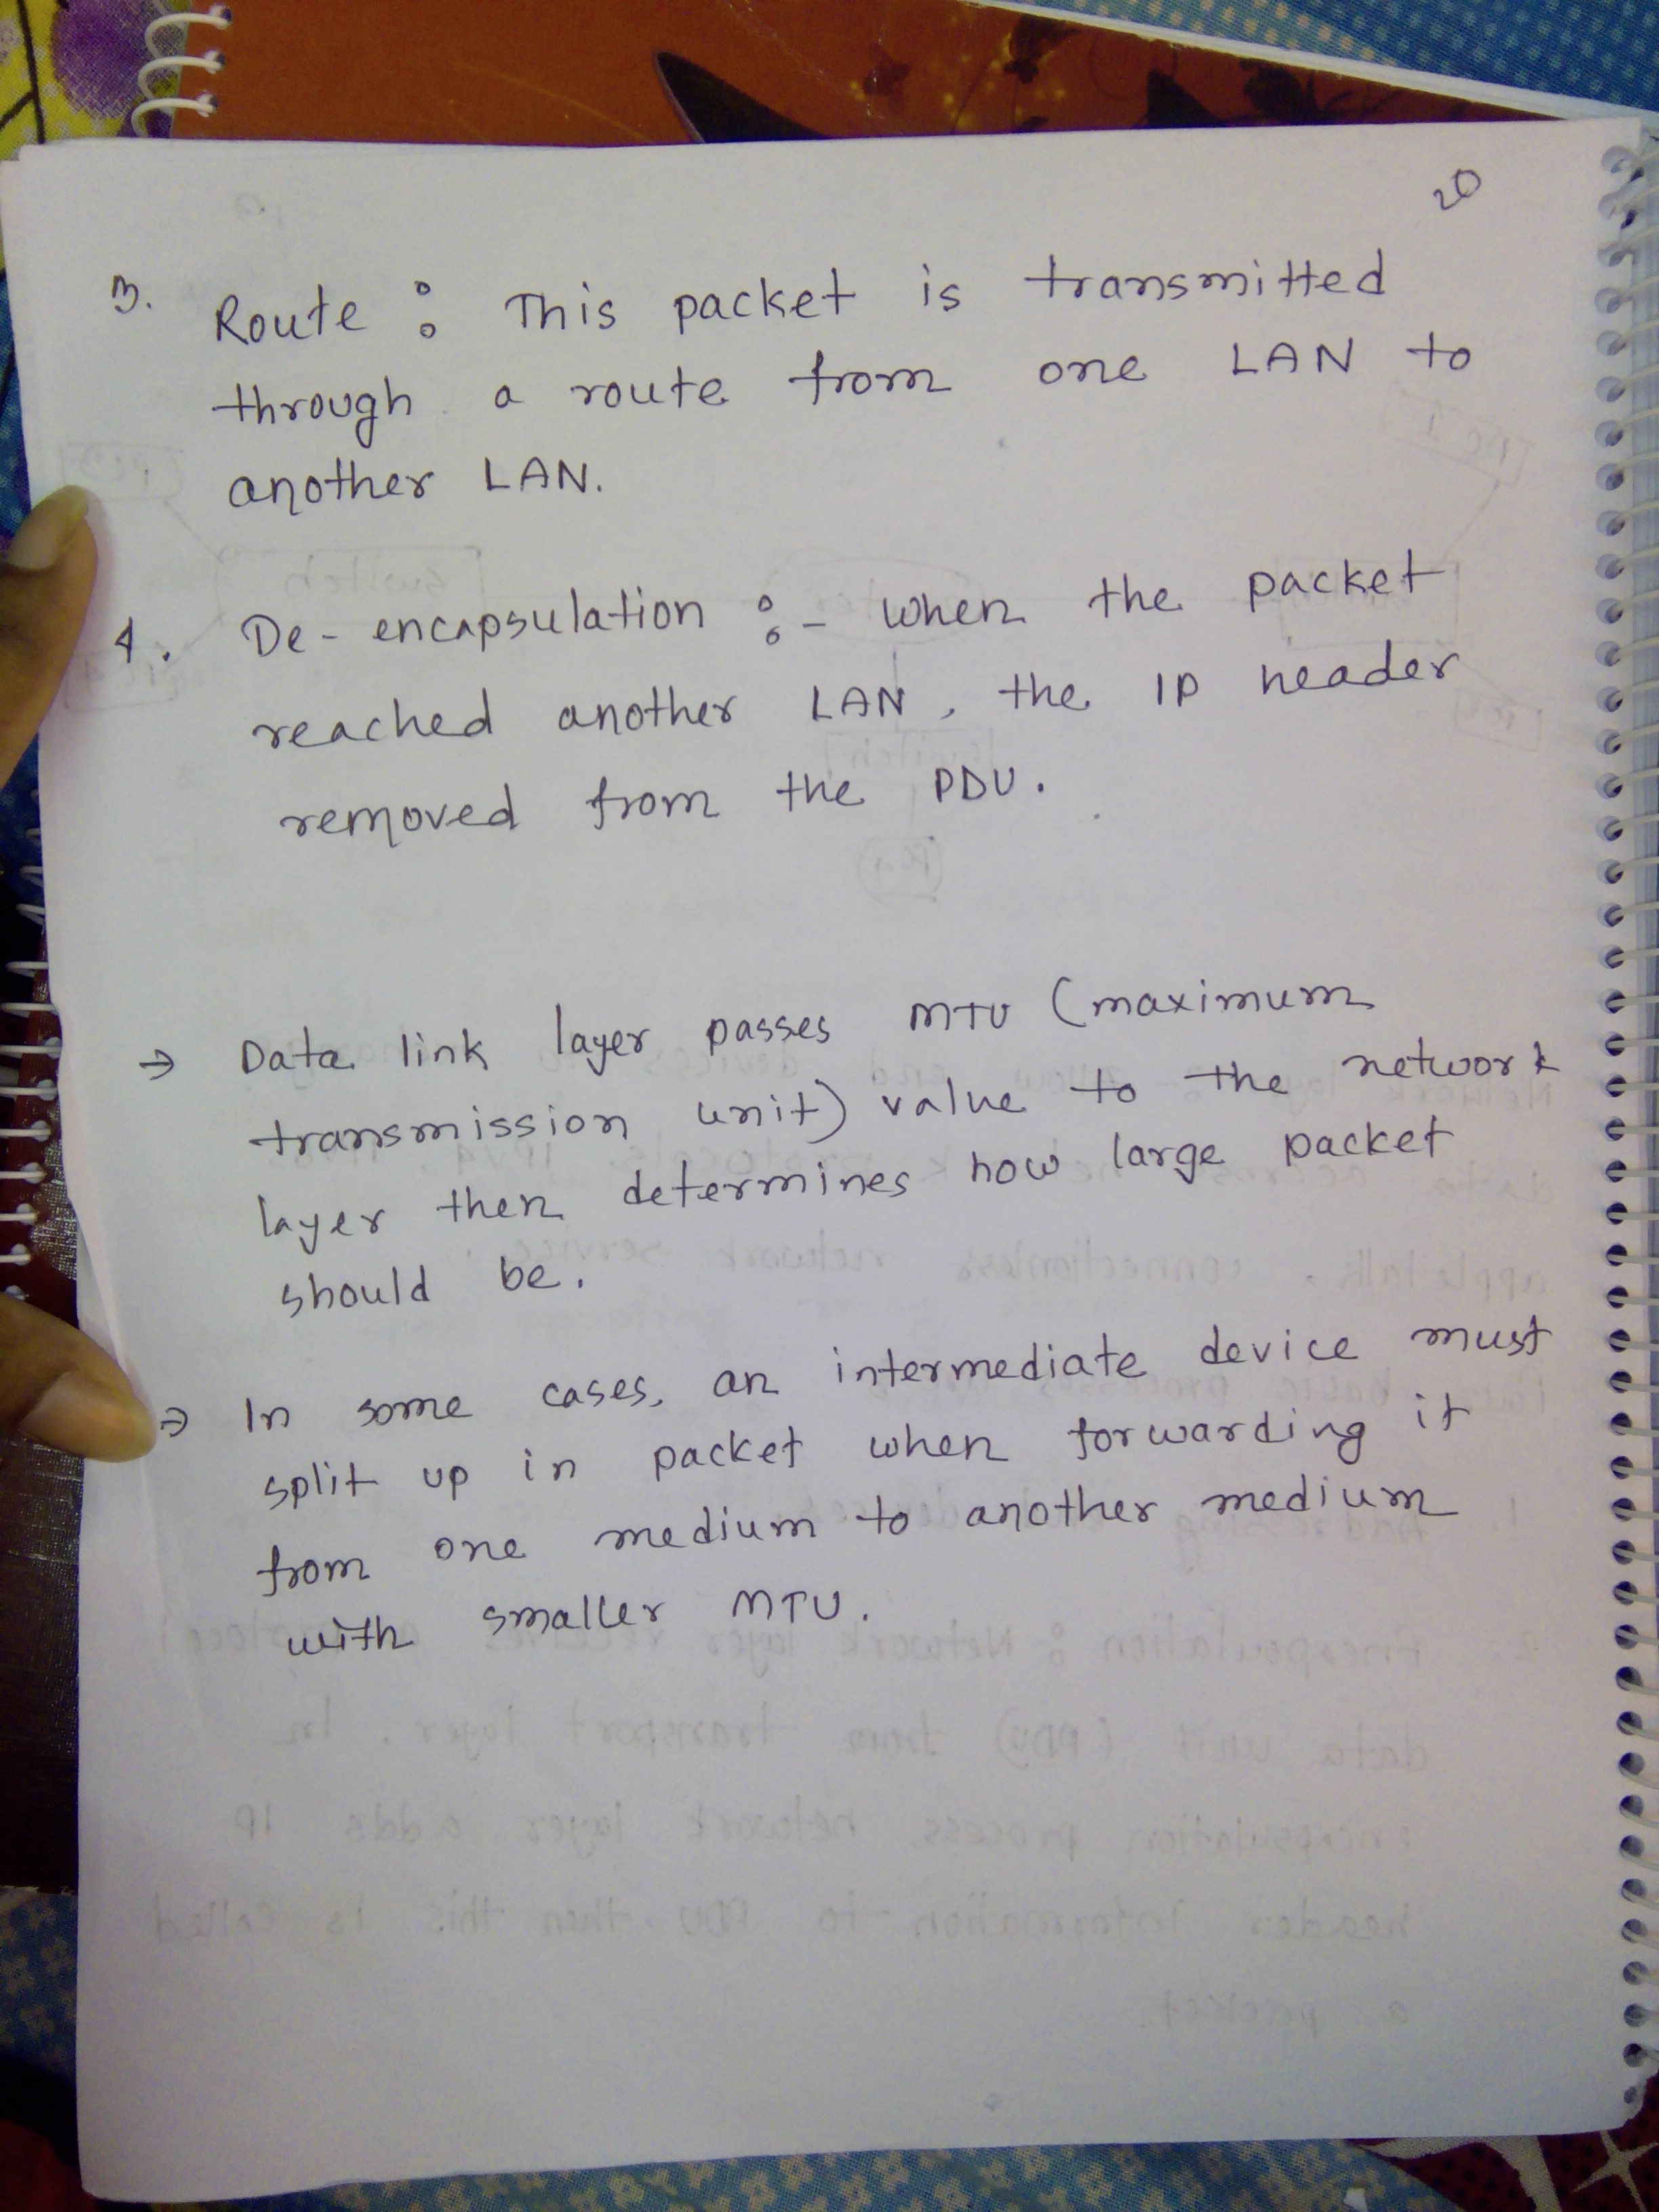 20
3. Route : This packet is transmitted
through a route from one LAN to
another LAN.
4. De-encapsulation :- when the packet
reached another LAN, the IP header
removed from the PDU.
→ Data link layer passes MTU (maximum
transmission unit) value to the network
layer then determines how large packet
should be.
→ In some cases, an intermediate device must
split up in packet when forwarding it
from one medium to another medium
with smaller MTU.